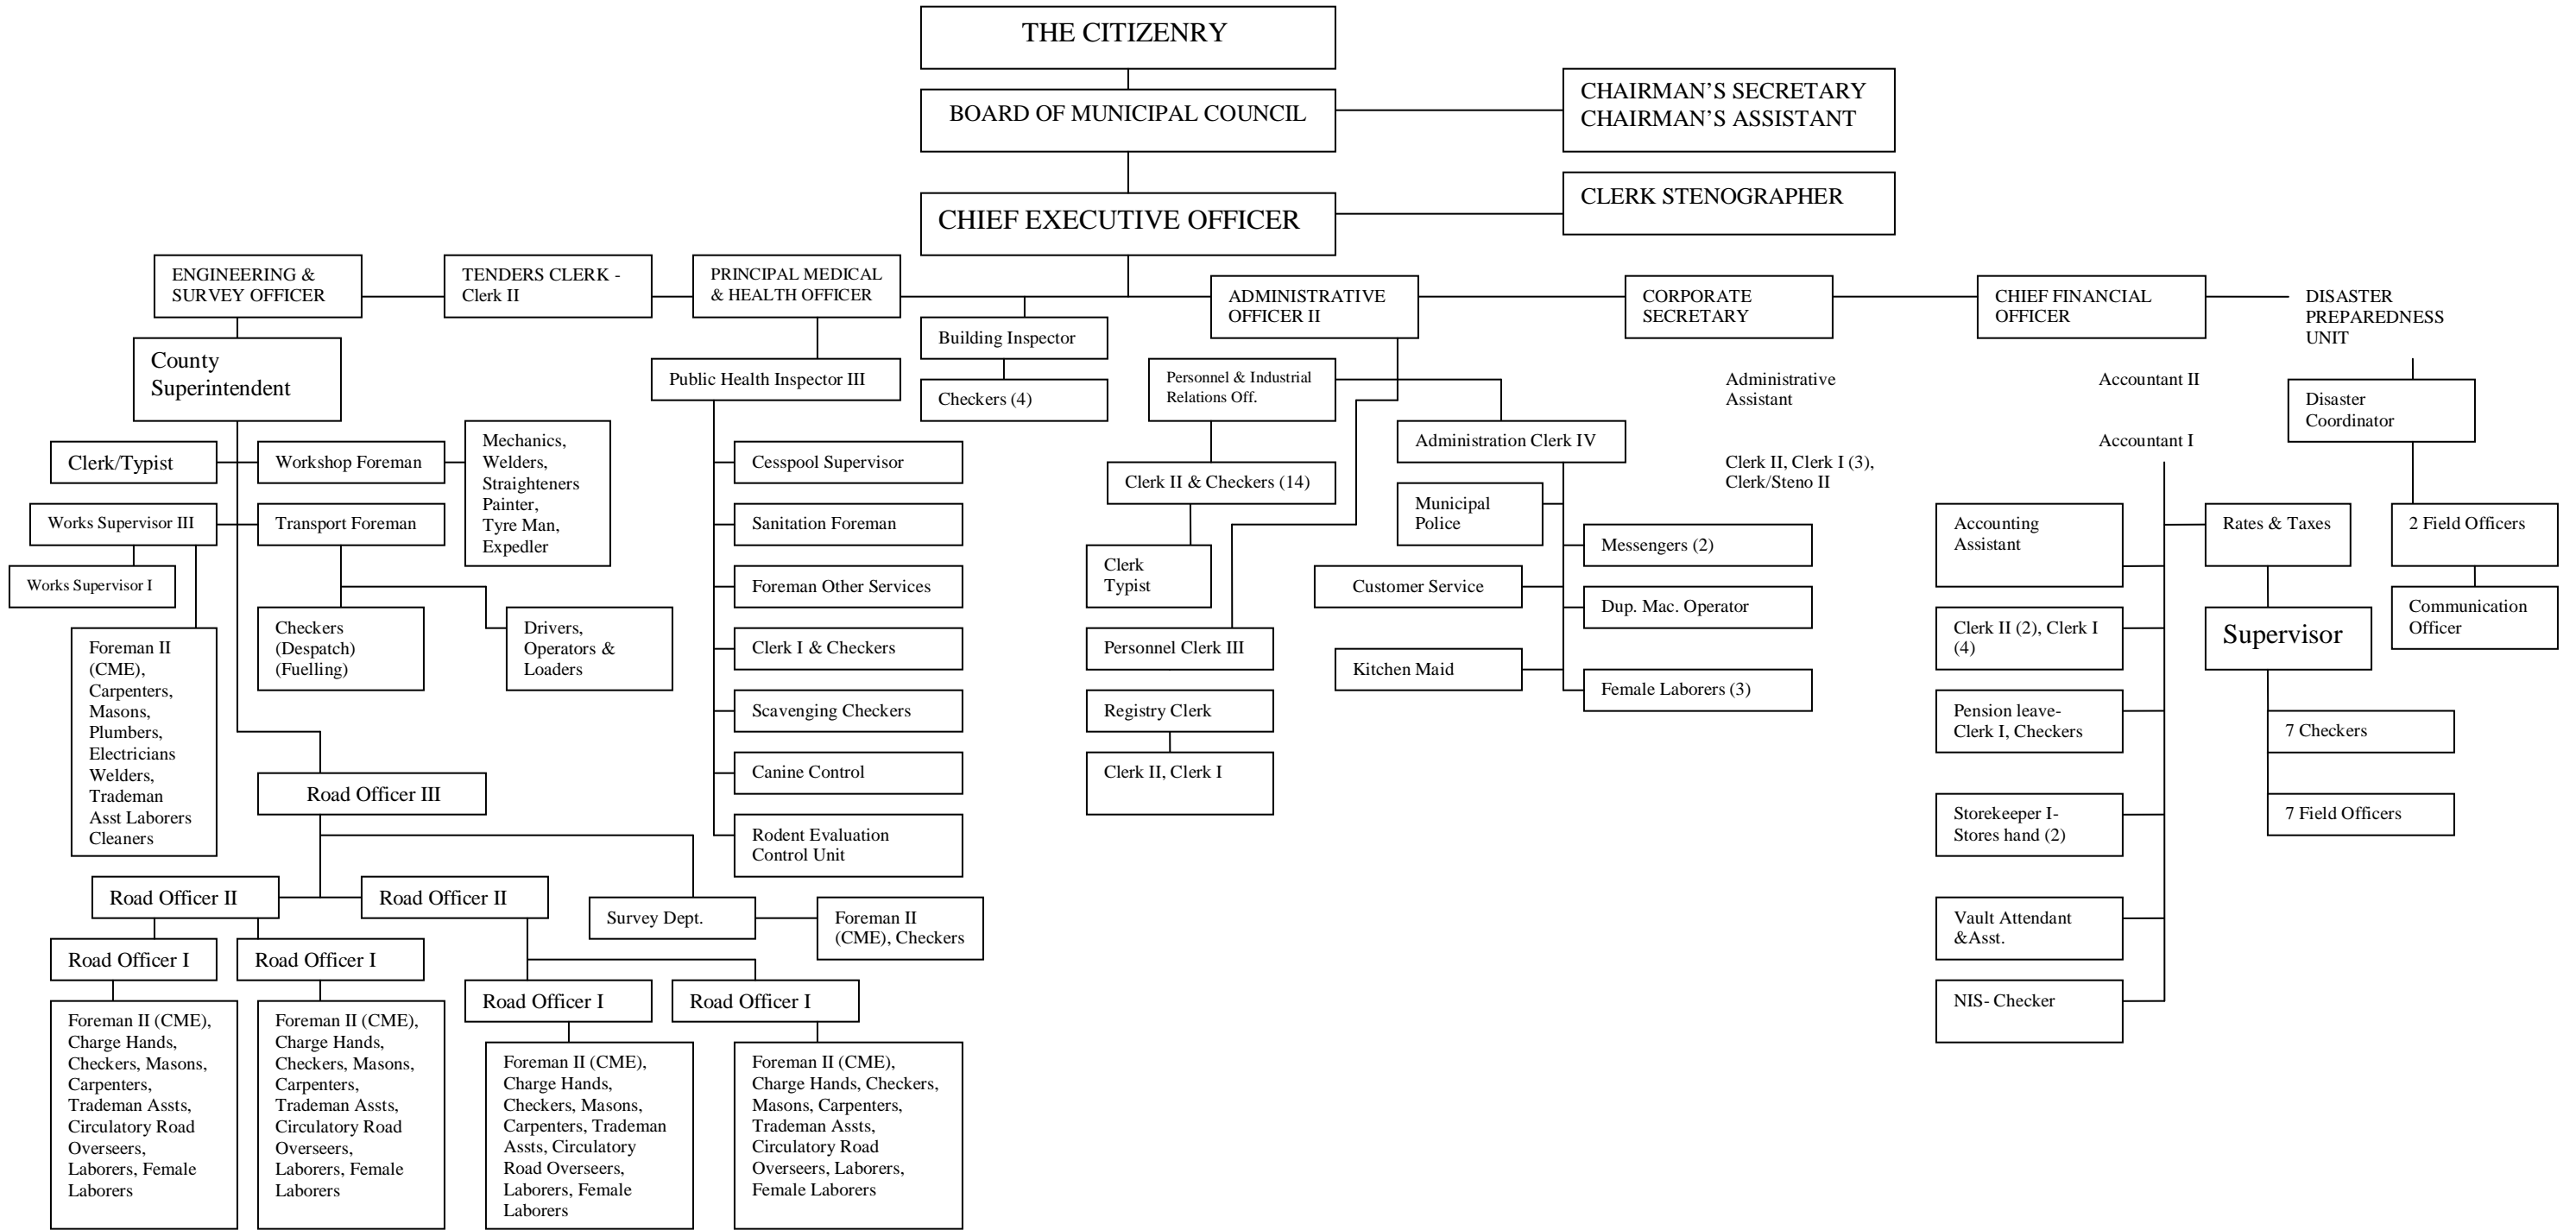 THE CITIZENRY
BOARD OF MUNICIPAL COUNCIL
CHAIRMAN’S SECRETARY
CHAIRMAN’S ASSISTANT
CHIEF EXECUTIVE OFFICER
CLERK STENOGRAPHER
ENGINEERING &
SURVEY OFFICER
TENDERS CLERK -
Clerk II
PRINCIPAL MEDICAL
& HEALTH OFFICER
ADMINISTRATIVE
OFFICER II
CORPORATE
SECRETARY
CHIEF FINANCIAL
OFFICER
DISASTER
PREPAREDNESS
UNIT
County
Superintendent
Clerk/Typist
Workshop Foreman
Mechanics,
Welders,
Straighteners
Painter,
Tyre Man,
Expedler
Works Supervisor III
Transport Foreman
Works Supervisor I
Foreman II
(CME),
Carpenters,
Masons,
Plumbers,
Electricians
Welders,
Trademan
Asst Laborers
Cleaners
Checkers
(Despatch)
(Fuelling)
Drivers,
Operators &
Loaders
Road Officer III
Road Officer II
Road Officer II
Survey Dept.
Foreman II
(CME), Checkers
Road Officer I
Road Officer I
Road Officer I
Road Officer I
Foreman II (CME),
Charge Hands,
Checkers, Masons,
Carpenters,
Trademan Assts,
Circulatory Road
Overseers,
Laborers, Female
Laborers
Foreman II (CME),
Charge Hands,
Checkers, Masons,
Carpenters,
Trademan Assts,
Circulatory Road
Overseers,
Laborers, Female
Laborers
Foreman II (CME),
Charge Hands,
Checkers, Masons,
Carpenters, Trademan
Assts, Circulatory
Road Overseers,
Laborers, Female
Laborers
Foreman II (CME),
Charge Hands, Checkers,
Masons, Carpenters,
Trademan Assts,
Circulatory Road
Overseers, Laborers,
Female Laborers
Public Health Inspector III
Cesspool Supervisor
Sanitation Foreman
Foreman Other Services
Clerk I & Checkers
Scavenging Checkers
Canine Control
Rodent Evaluation
Control Unit
Building Inspector
Checkers (4)
Personnel & Industrial
Relations Off.
Clerk II & Checkers (14)
Clerk
Typist
Personnel Clerk III
Registry Clerk
Clerk II, Clerk I
Administration Clerk IV
Municipal
Police
Messengers (2)
Customer Service
Dup. Mac. Operator
Kitchen Maid
Female Laborers (3)
Administrative
Assistant
Clerk II, Clerk I (3),
Clerk/Steno II
Accountant II
Accountant I
Accounting
Assistant
Clerk II (2), Clerk I
(4)
Pension leave-
Clerk I, Checkers
Storekeeper I-
Stores hand (2)
Vault Attendant
&Asst.
NIS- Checker
Rates & Taxes
Supervisor
7 Checkers
7 Field Officers
Disaster
Coordinator
2 Field Officers
Communication
Officer